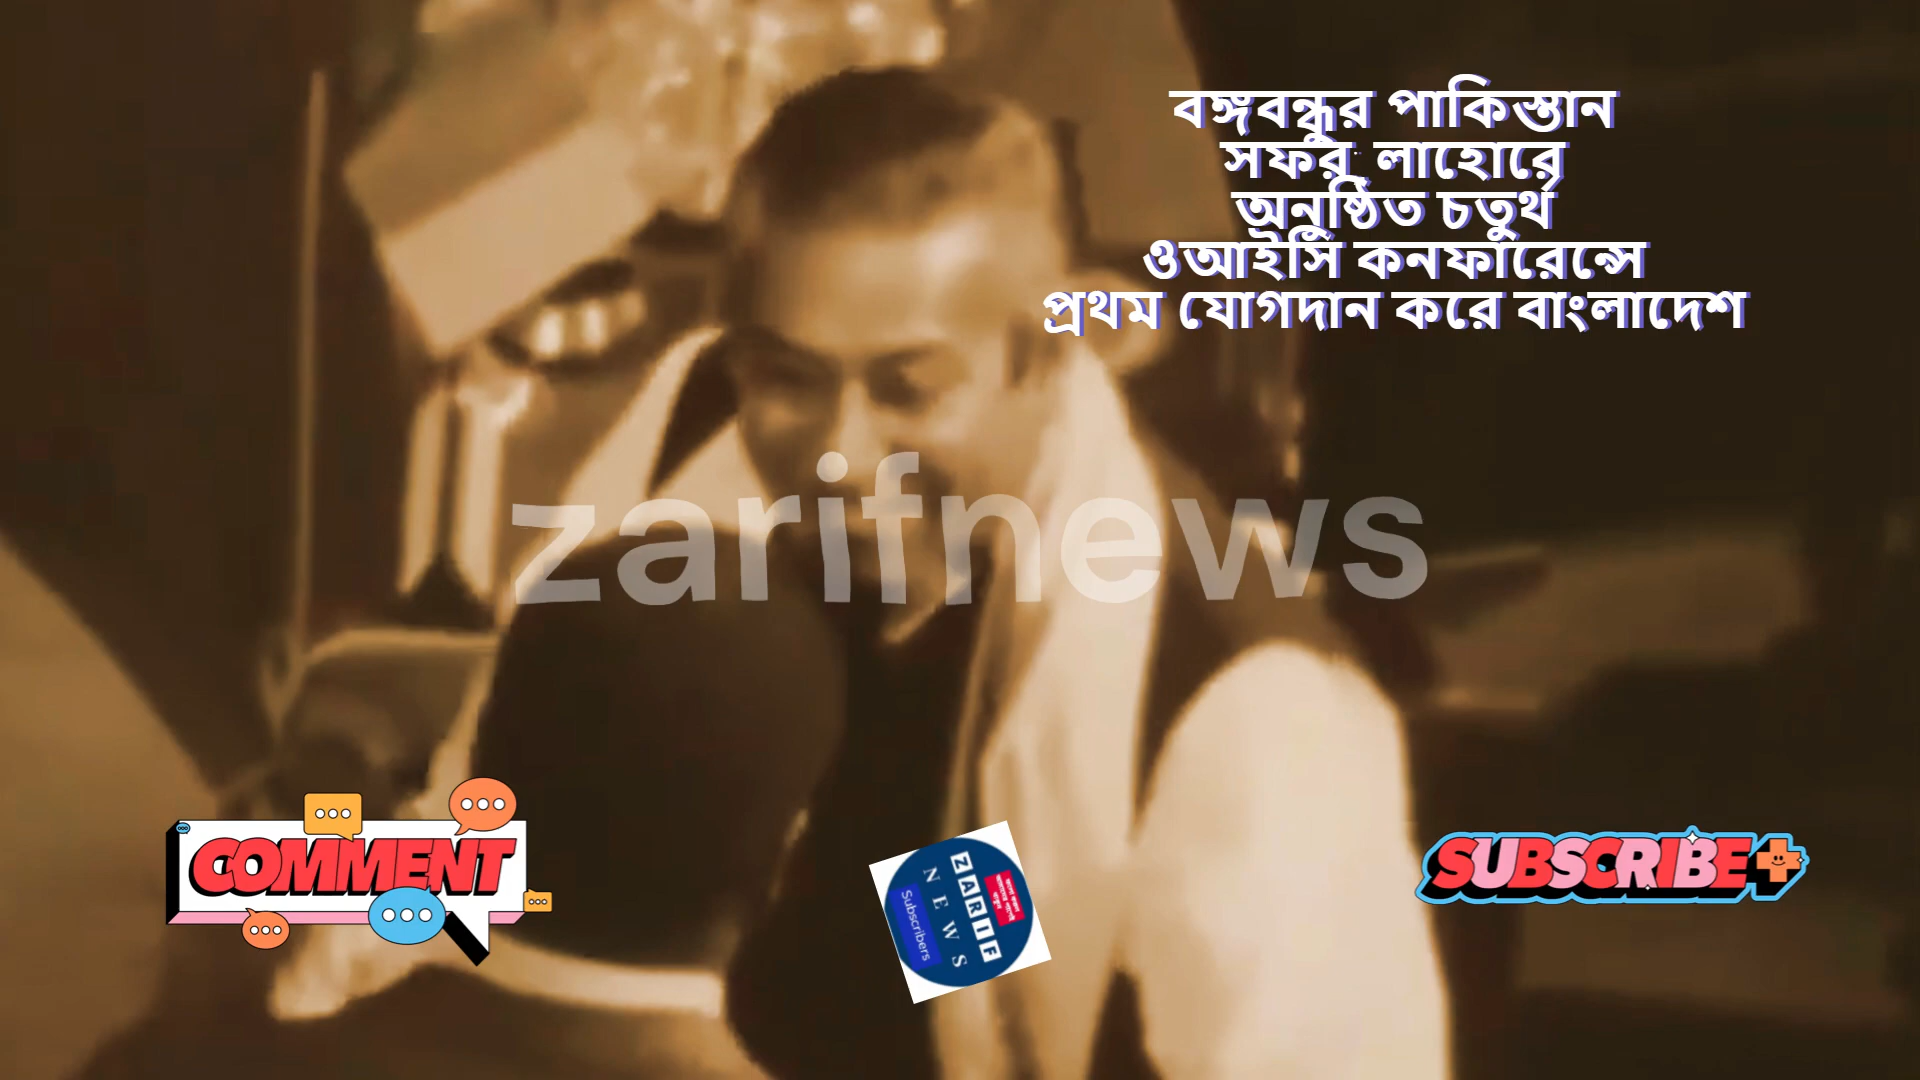 বঙ্গবন্ধুর পাকিস্তান
সফর লাহোরে
অনুষ্ঠিত চতুর্থ
ওআইসি কনফারেন্সে
প্রথম যোগদান করে বাংলাদেশ
zarifnews
COMMENT
ZARIF
NEWS
Subscribers
SUBSCRIBE